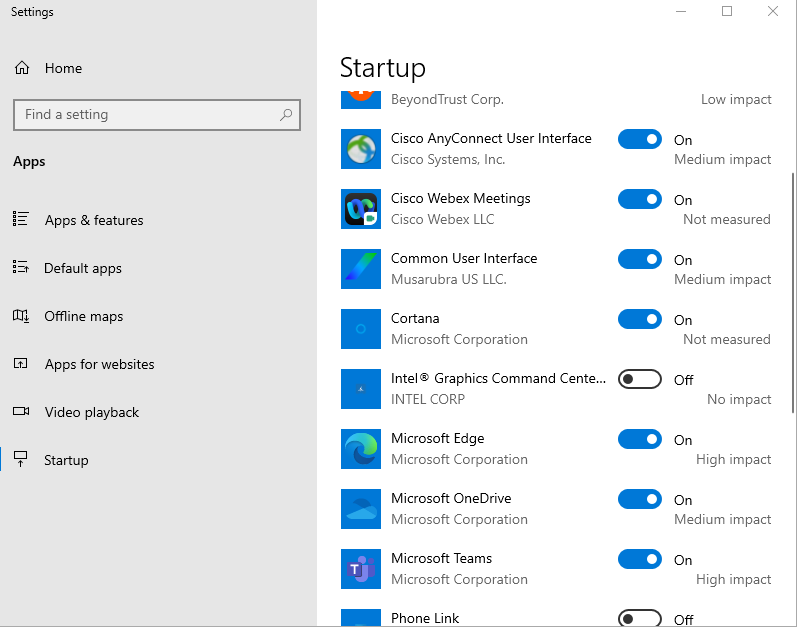 Settings
Home
Find a setting
Apps
Apps & features
Default apps
Offline maps
Apps for websites
Video playback
Startup
Startup
BeyondTrust Corp.
Low impact
Cisco AnyConnect User Interface
On
Cisco Systems, Inc.
Medium impact
Cisco Webex Meetings
On
Cisco Webex LLC
Not measured
Common User Interface
On
Musarubra US LLC.
Medium impact
Cortana
On
Microsoft Corporation
Not measured
Intel® Graphics Command Cente...
Off
INTEL CORP
No impact
Microsoft Edge
On
Microsoft Corporation
High impact
Microsoft OneDrive
On
Microsoft Corporation
Medium impact
Microsoft Teams
On
Microsoft Corporation
High impact
Phone Link
Off